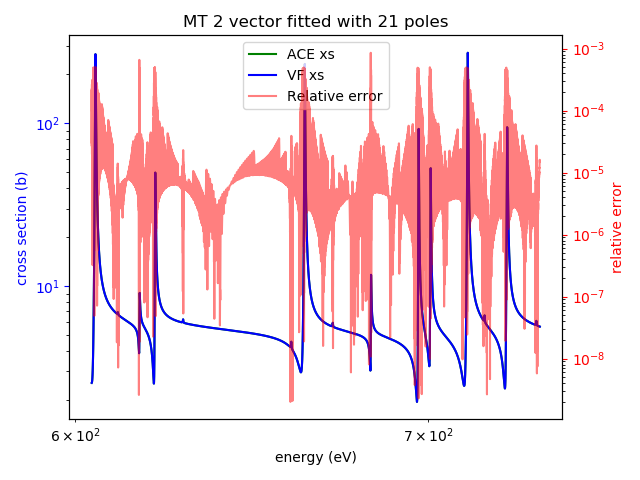 MT 2 vector fitted with 21 poles
ACE xs
VF xs
Relative error
cross section (b)
10²
10¹
relative error
10⁻³
10⁻⁴
10⁻⁵
10⁻⁶
10⁻⁷
10⁻⁸
6 × 10²
7 × 10²
energy (eV)